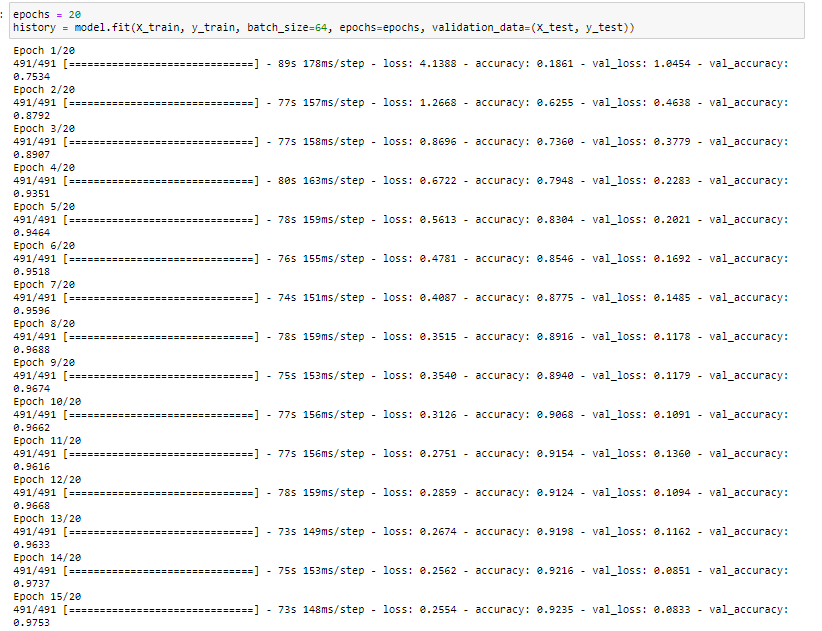 : epochs = 20
history = model.fit(X_train, y_train, batch_size=64, epochs=epochs, validation_data=(X_test, y_test))
Epoch 1/20
491/491 [==============================] - 89s 178ms/step - loss: 4.1388 - accuracy: 0.1861 - val_loss: 1.0454 - val_accuracy:
0.7534
Epoch 2/20
491/491 [==============================] - 77s 157ms/step - loss: 1.2668 - accuracy: 0.6255 - val_loss: 0.4638 - val_accuracy:
0.8792
Epoch 3/20
491/491 [==============================] - 77s 158ms/step - loss: 0.8696 - accuracy: 0.7360 - val_loss: 0.3779 - val_accuracy:
0.8907
Epoch 4/20
491/491 [==============================] - 80s 163ms/step - loss: 0.6722 - accuracy: 0.7948 - val_loss: 0.2283 - val_accuracy:
0.9351
Epoch 5/20
491/491 [==============================] - 78s 159ms/step - loss: 0.5613 - accuracy: 0.8304 - val_loss: 0.2021 - val_accuracy:
0.9464
Epoch 6/20
491/491 [==============================] - 76s 155ms/step - loss: 0.4781 - accuracy: 0.8546 - val_loss: 0.1692 - val_accuracy:
0.9518
Epoch 7/20
491/491 [==============================] - 74s 151ms/step - loss: 0.4087 - accuracy: 0.8775 - val_loss: 0.1485 - val_accuracy:
0.9596
Epoch 8/20
491/491 [==============================] - 78s 159ms/step - loss: 0.3515 - accuracy: 0.8916 - val_loss: 0.1178 - val_accuracy:
0.9688
Epoch 9/20
491/491 [==============================] - 75s 153ms/step - loss: 0.3540 - accuracy: 0.8940 - val_loss: 0.1179 - val_accuracy:
0.9674
Epoch 10/20
491/491 [==============================] - 77s 156ms/step - loss: 0.3126 - accuracy: 0.9068 - val_loss: 0.1091 - val_accuracy:
0.9662
Epoch 11/20
491/491 [==============================] - 77s 156ms/step - loss: 0.2751 - accuracy: 0.9154 - val_loss: 0.1360 - val_accuracy:
0.9616
Epoch 12/20
491/491 [==============================] - 78s 159ms/step - loss: 0.2859 - accuracy: 0.9124 - val_loss: 0.1094 - val_accuracy:
0.9668
Epoch 13/20
491/491 [==============================] - 73s 149ms/step - loss: 0.2674 - accuracy: 0.9198 - val_loss: 0.1162 - val_accuracy:
0.9633
Epoch 14/20
491/491 [==============================] - 75s 153ms/step - loss: 0.2562 - accuracy: 0.9216 - val_loss: 0.0851 - val_accuracy:
0.9737
Epoch 15/20
491/491 [==============================] - 73s 148ms/step - loss: 0.2554 - accuracy: 0.9235 - val_loss: 0.0833 - val_accuracy:
0.9753